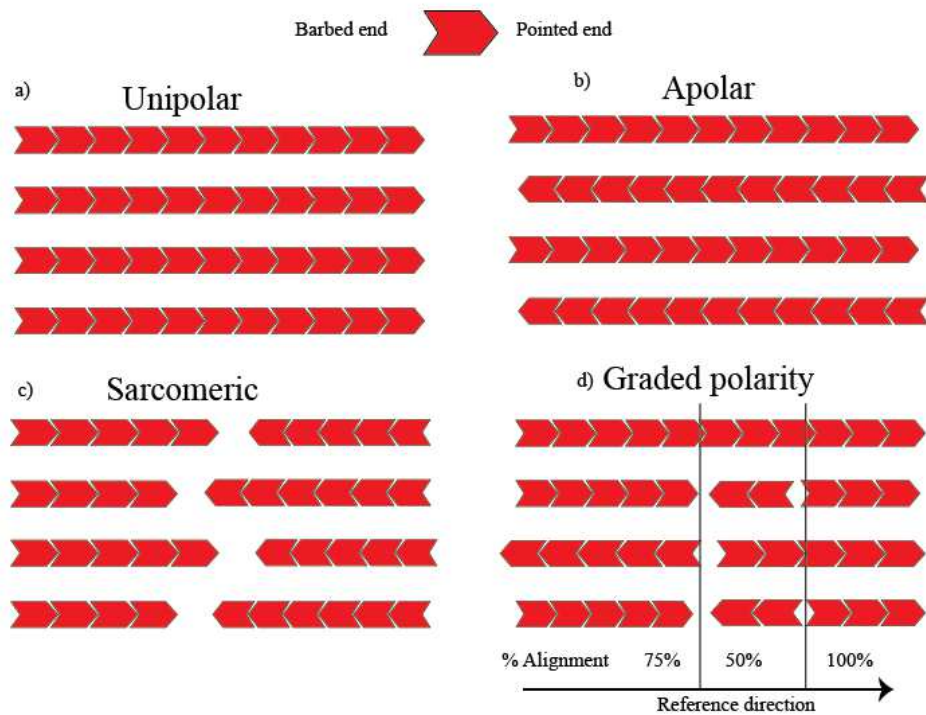 Barbed end
Pointed end
a)
Unipolar
b)
Apolar
c)
Sarcomeric
d)
Graded polarity
% Alignment 75% 50% 100%
Reference direction